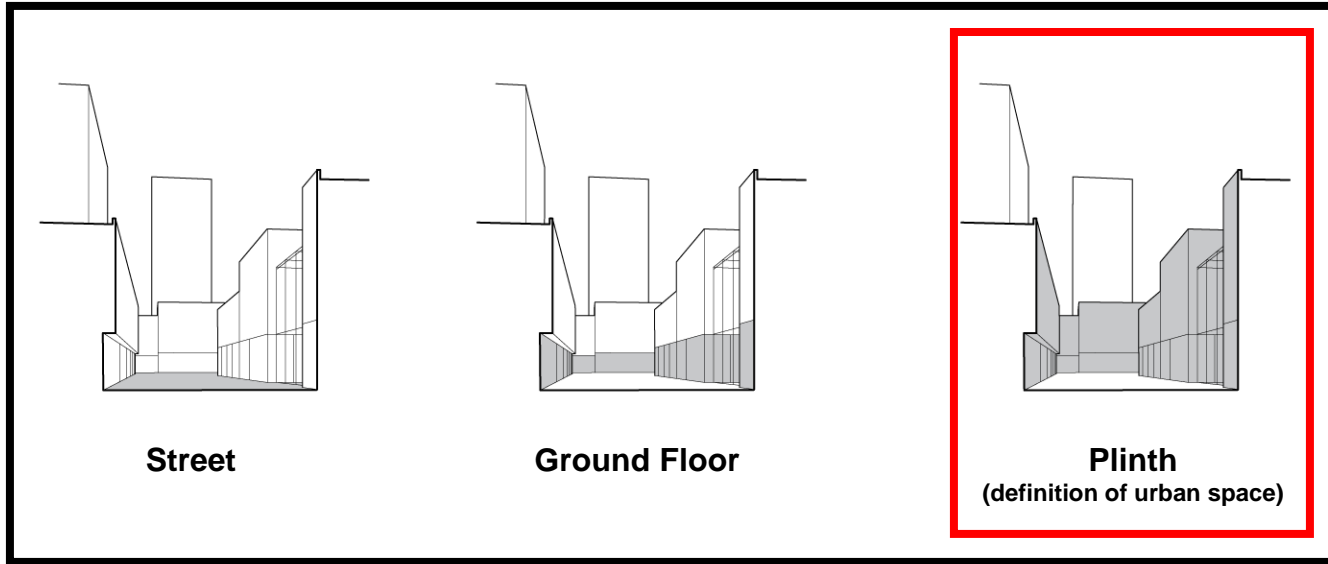 Street
Ground Floor
Plinth
(definition of urban space)